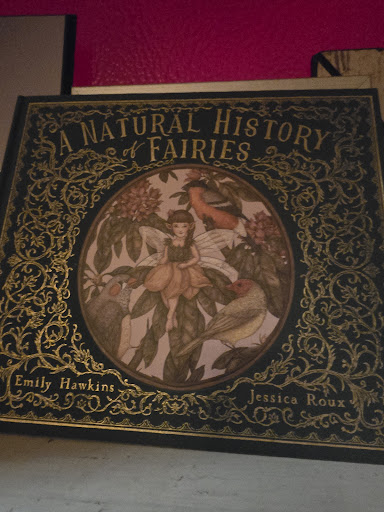 A NATURAL HISTORY
of FAIRIES
Emily Hawkins
Jessica Roux